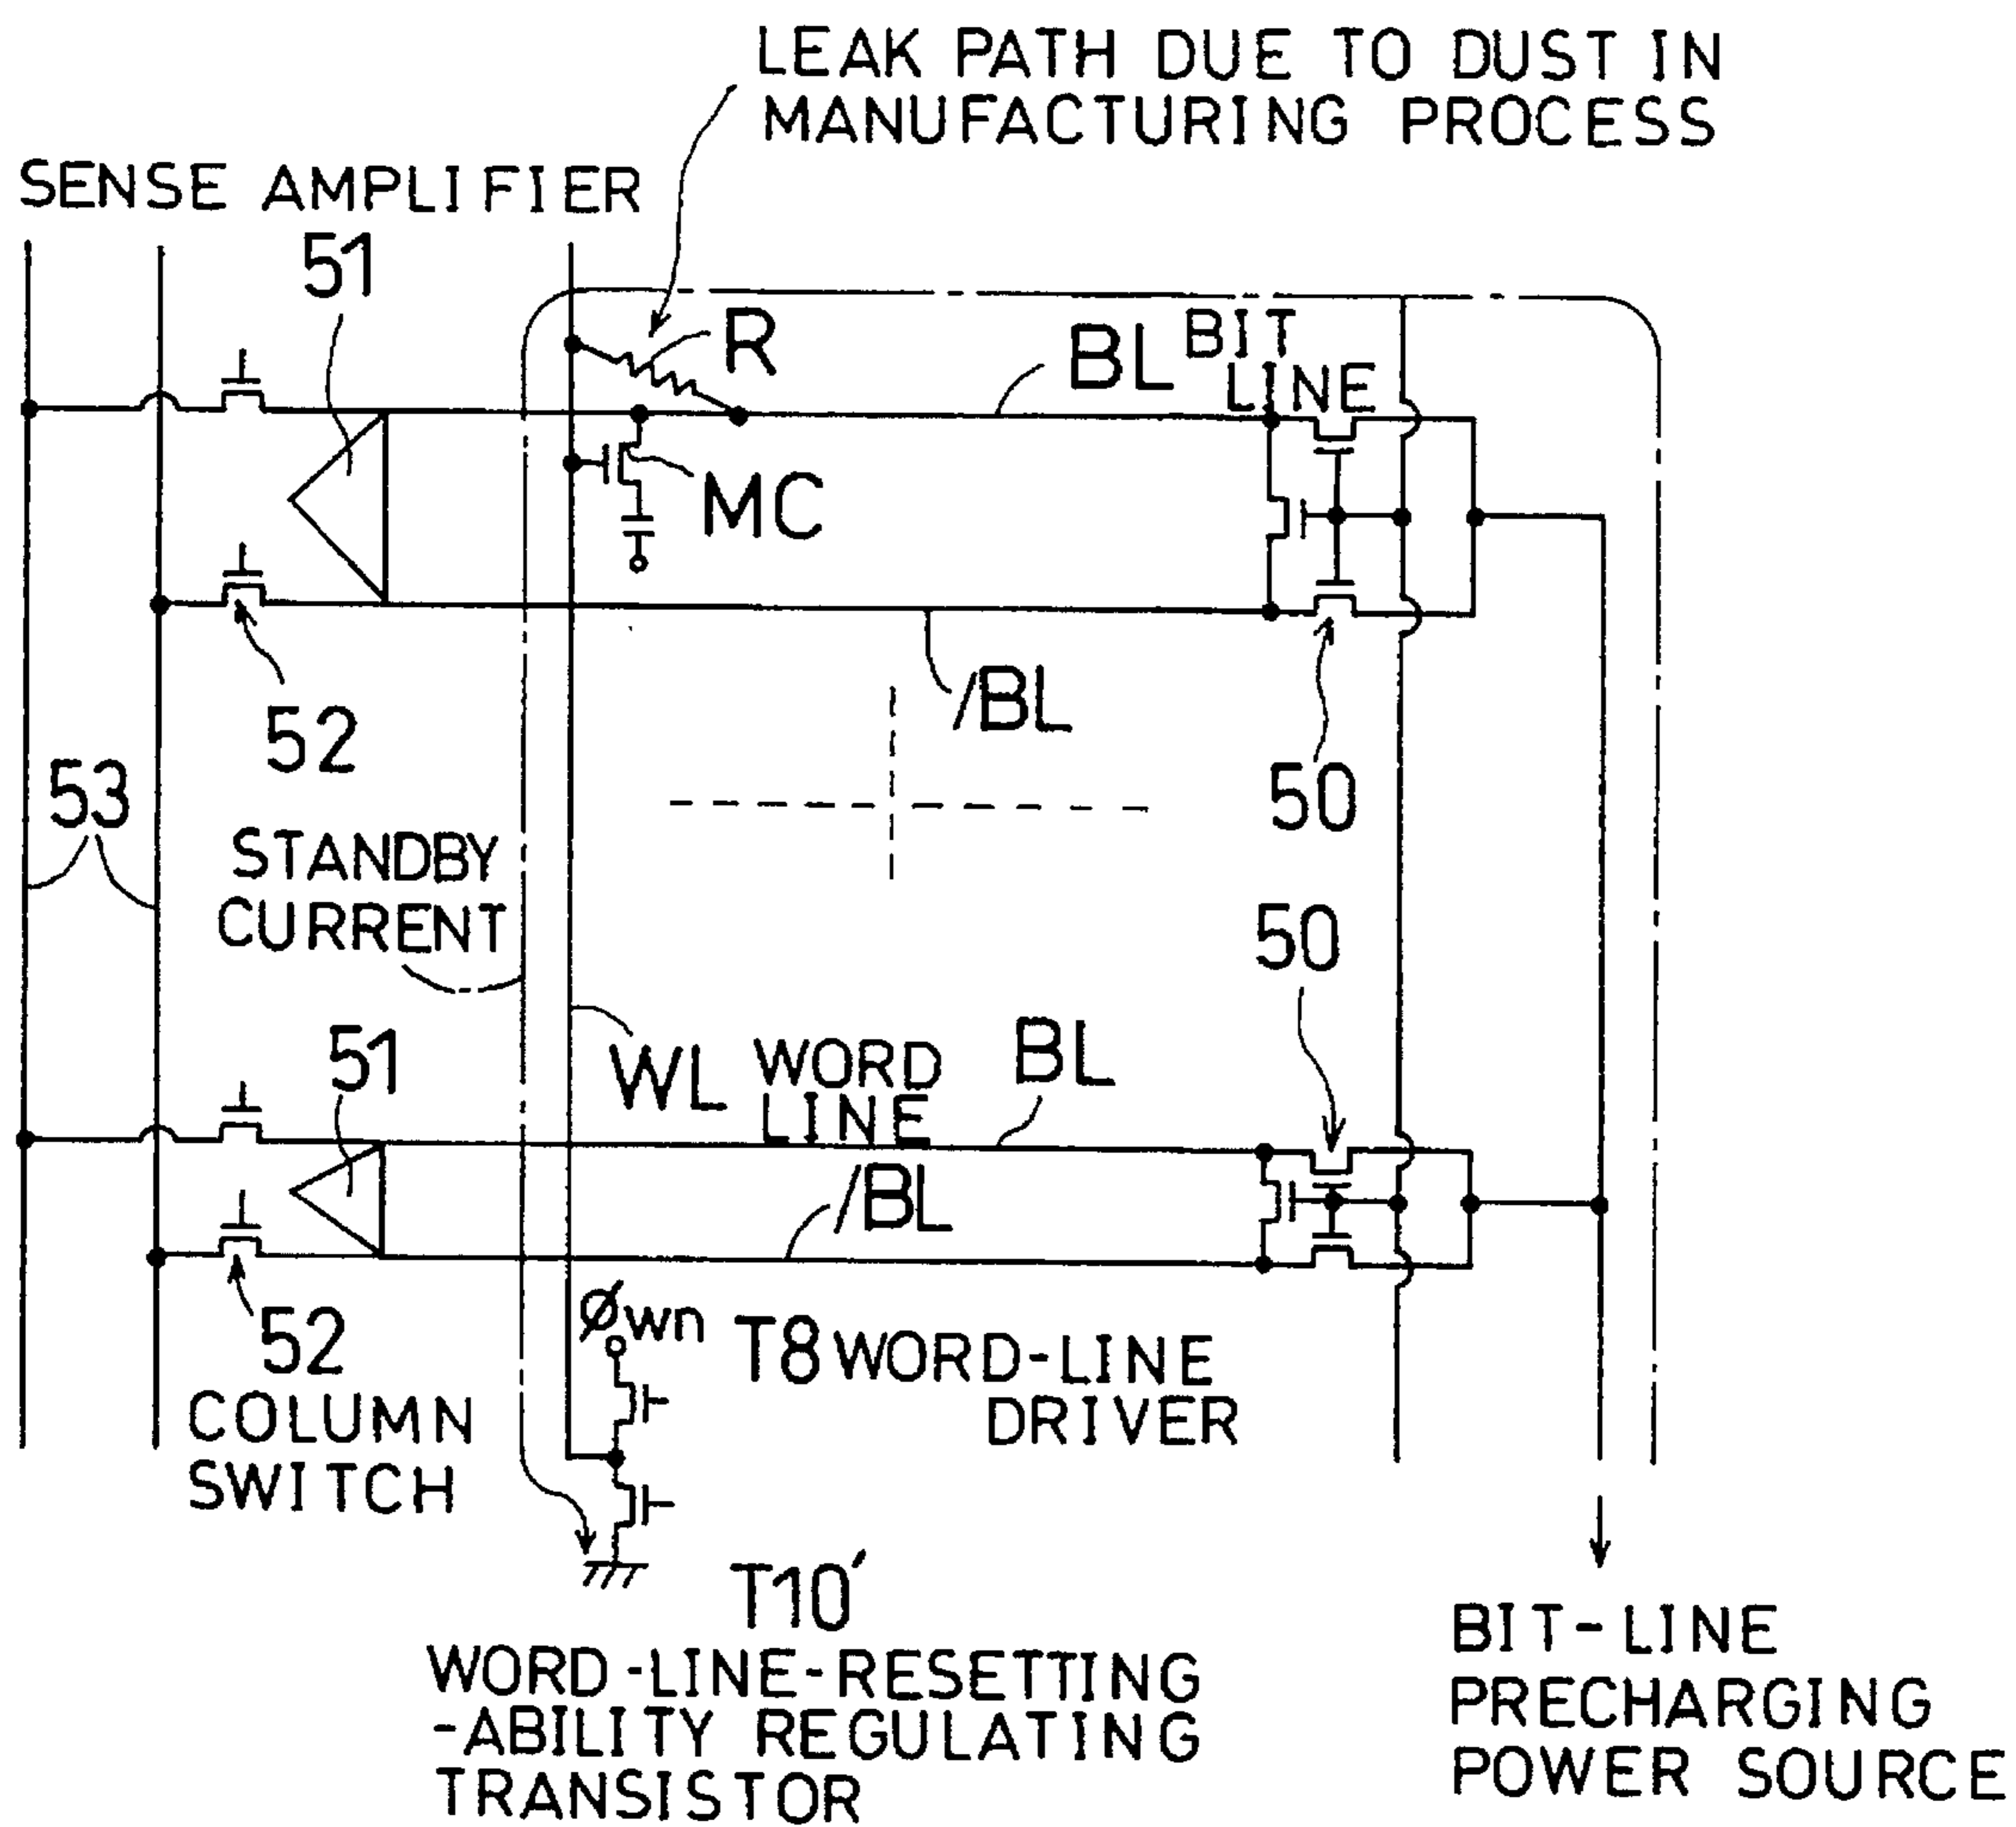 LEAK PATH DUE TO DUST IN
MANUFACTURING PROCESS
SENSE AMPLIFIER
51
R
BL
BIT
LINE
MC
/BL
52
50
53
STANDBY
CURRENT
50
51
WL
WORD
LINE
BL
/BL
52
COLUMN
SWITCH
øwn
T8 WORD-LINE
DRIVER
T10'
WORD-LINE-RESETTING
-ABILITY REGULATING
TRANSISTOR
BIT-LINE
PRECHARGING
POWER SOURCE